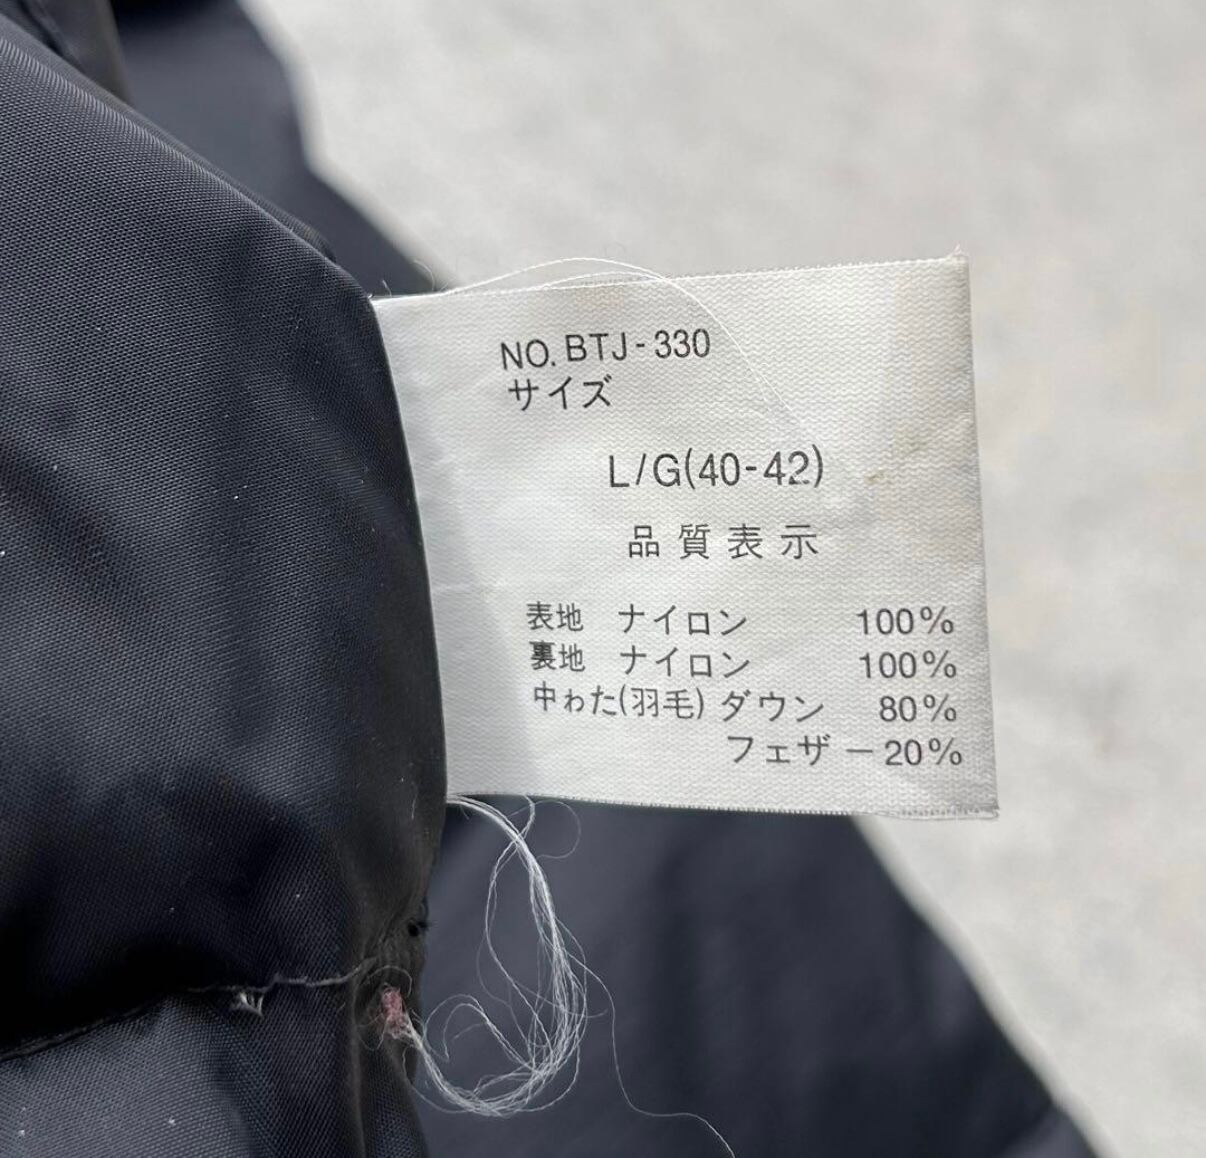 NO. BTJ-330
サイズ
L/G(40-42)
品質表示
表地 ナイロン 100%
裏地 ナイロン 100%
中わた(羽毛) ダウン 80%
フェザー 20%